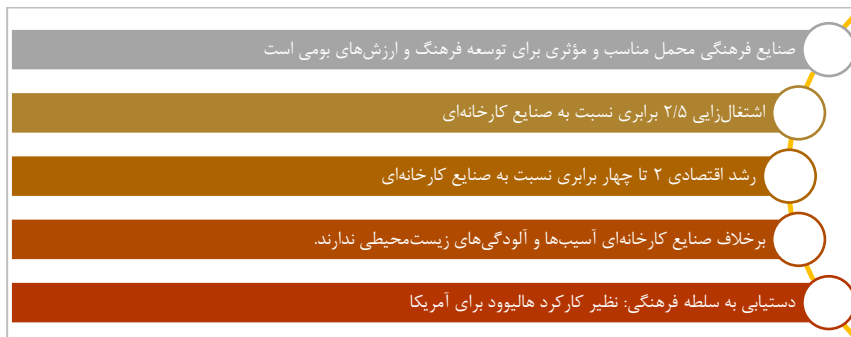 صنایع فرهنگی محمل مناسب و مؤثری برای توسعه فرهنگ و ارزش‌های بومی است
اشتغال‌زایی ۲/۵ برابری نسبت به صنایع کارخانه‌ای
رشد اقتصادی ۲ تا چهار برابری نسبت به صنایع کارخانه‌ای
برخلاف صنایع کارخانه‌ای آسیب‌ها و آلودگی‌های زیست‌محیطی ندارند.
دستیابی به سلطه فرهنگی: نظیر کارکرد هالیوود برای آمریکا